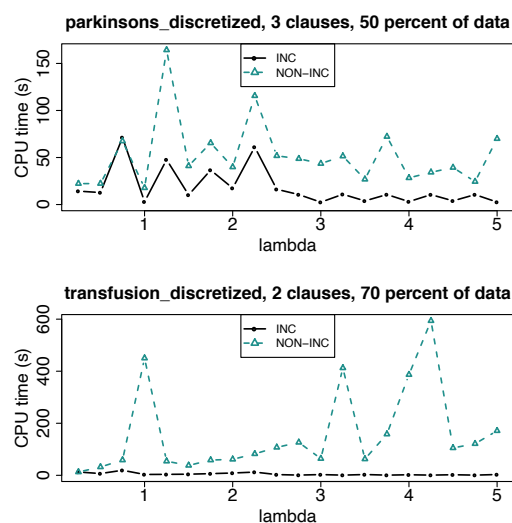 parkinsons_discretized, 3 clauses, 50 percent of data
INC
NON−INC
CPU time (s)
150
100
50
0
1 2 3 4 5
lambda
transfusion_discretized, 2 clauses, 70 percent of data
INC
NON−INC
CPU time (s)
600
400
200
0
1 2 3 4 5
lambda